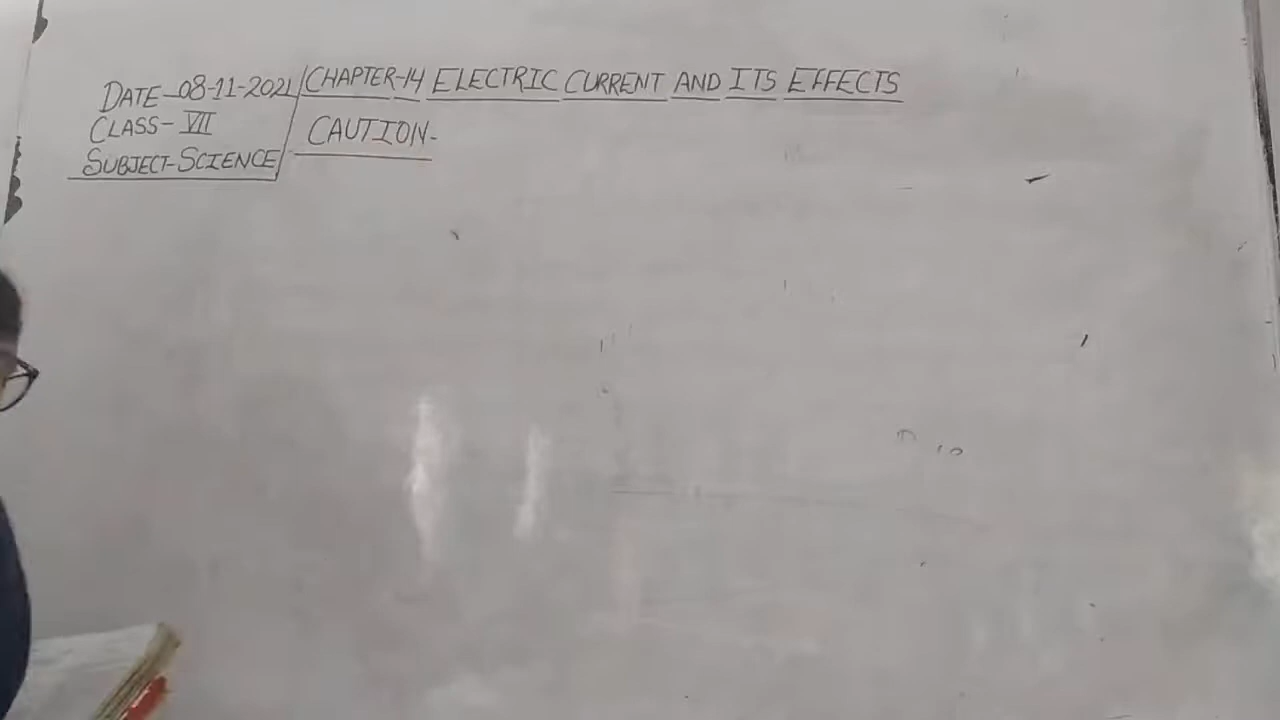 DATE-08-11-2021
CLASS-VII
SUBJECT-SCIENCE
CHAPTER-14 ELECTRIC CURRENT AND ITS EFFECTS
CAUTION-